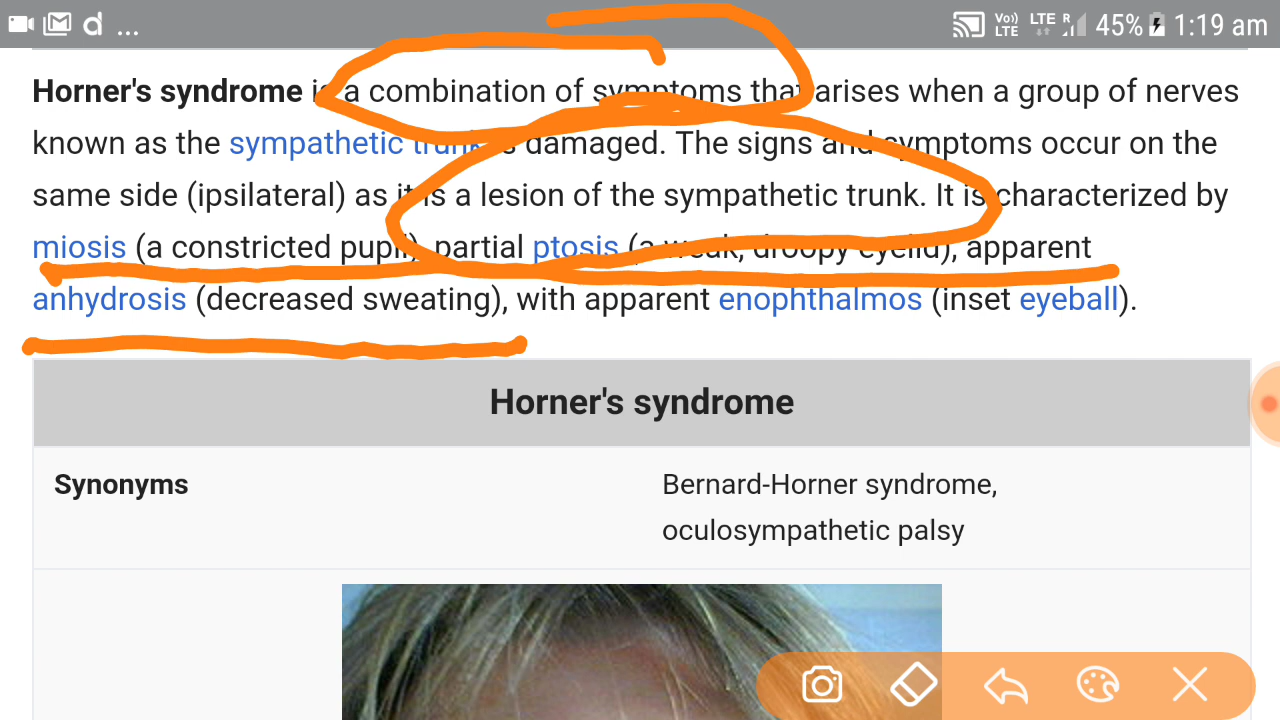 d ... Vo)) LTE LTE R 45% 1:19 am
Horner's syndrome is a combination of symptoms that arises when a group of nerves
known as the sympathetic trunk is damaged. The signs and symptoms occur on the
same side (ipsilateral) as it is a lesion of the sympathetic trunk. It is characterized by
miosis (a constricted pupil), partial ptosis (a weak, droopy eyelid), apparent
anhydrosis (decreased sweating), with apparent enophthalmos (inset eyeball).
Horner's syndrome
Synonyms Bernard-Horner syndrome,
oculosympathetic palsy